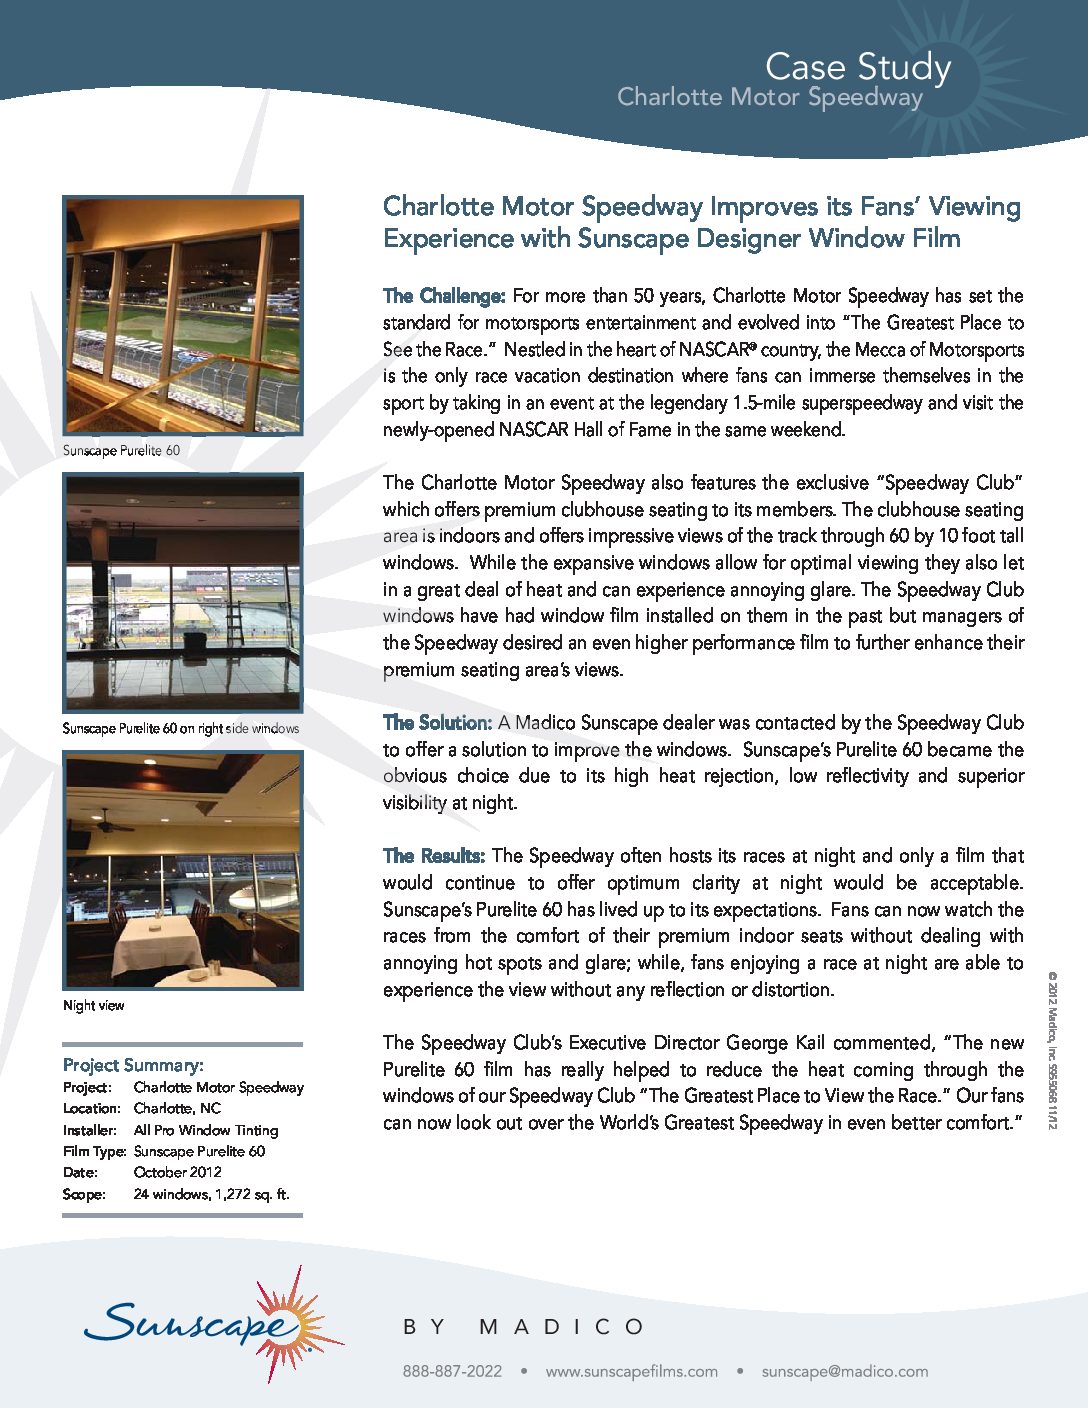 Case Study
Charlotte Motor Speedway
Sunscape Purelite 60
Sunscape Purelite 60 on right side windows
Night view
Project Summary:
Project: Charlotte Motor Speedway
Location: Charlotte, NC
Installer: All Pro Window Tinting
Film Type: Sunscape Purelite 60
Date: October 2012
Scope: 24 windows, 1,272 sq. ft.
Charlotte Motor Speedway Improves its Fans’ Viewing
Experience with Sunscape Designer Window Film
The Challenge: For more than 50 years, Charlotte Motor Speedway has set the
standard for motorsports entertainment and evolved into “The Greatest Place to
See the Race.” Nestled in the heart of NASCAR® country, the Mecca of Motorsports
is the only race vacation destination where fans can immerse themselves in the
sport by taking in an event at the legendary 1.5-mile superspeedway and visit the
newly-opened NASCAR Hall of Fame in the same weekend.
The Charlotte Motor Speedway also features the exclusive “Speedway Club”
which offers premium clubhouse seating to its members. The clubhouse seating
area is indoors and offers impressive views of the track through 60 by 10 foot tall
windows. While the expansive windows allow for optimal viewing they also let
in a great deal of heat and can experience annoying glare. The Speedway Club
windows have had window film installed on them in the past but managers of
the Speedway desired an even higher performance film to further enhance their
premium seating area’s views.
The Solution: A Madico Sunscape dealer was contacted by the Speedway Club
to offer a solution to improve the windows. Sunscape’s Purelite 60 became the
obvious choice due to its high heat rejection, low reflectivity and superior
visibility at night.
The Results: The Speedway often hosts its races at night and only a film that
would continue to offer optimum clarity at night would be acceptable.
Sunscape’s Purelite 60 has lived up to its expectations. Fans can now watch the
races from the comfort of their premium indoor seats without dealing with
annoying hot spots and glare; while, fans enjoying a race at night are able to
experience the view without any reflection or distortion.
The Speedway Club’s Executive Director George Kail commented, “The new
Purelite 60 film has really helped to reduce the heat coming through the
windows of our Speedway Club “The Greatest Place to View the Race.” Our fans
can now look out over the World’s Greatest Speedway in even better comfort.”
© 2012 Madico, Inc. S955068 11/12
Sunscape
BY MADICO
888-887-2022 • www.sunscapefilms.com • sunscape@madico.com